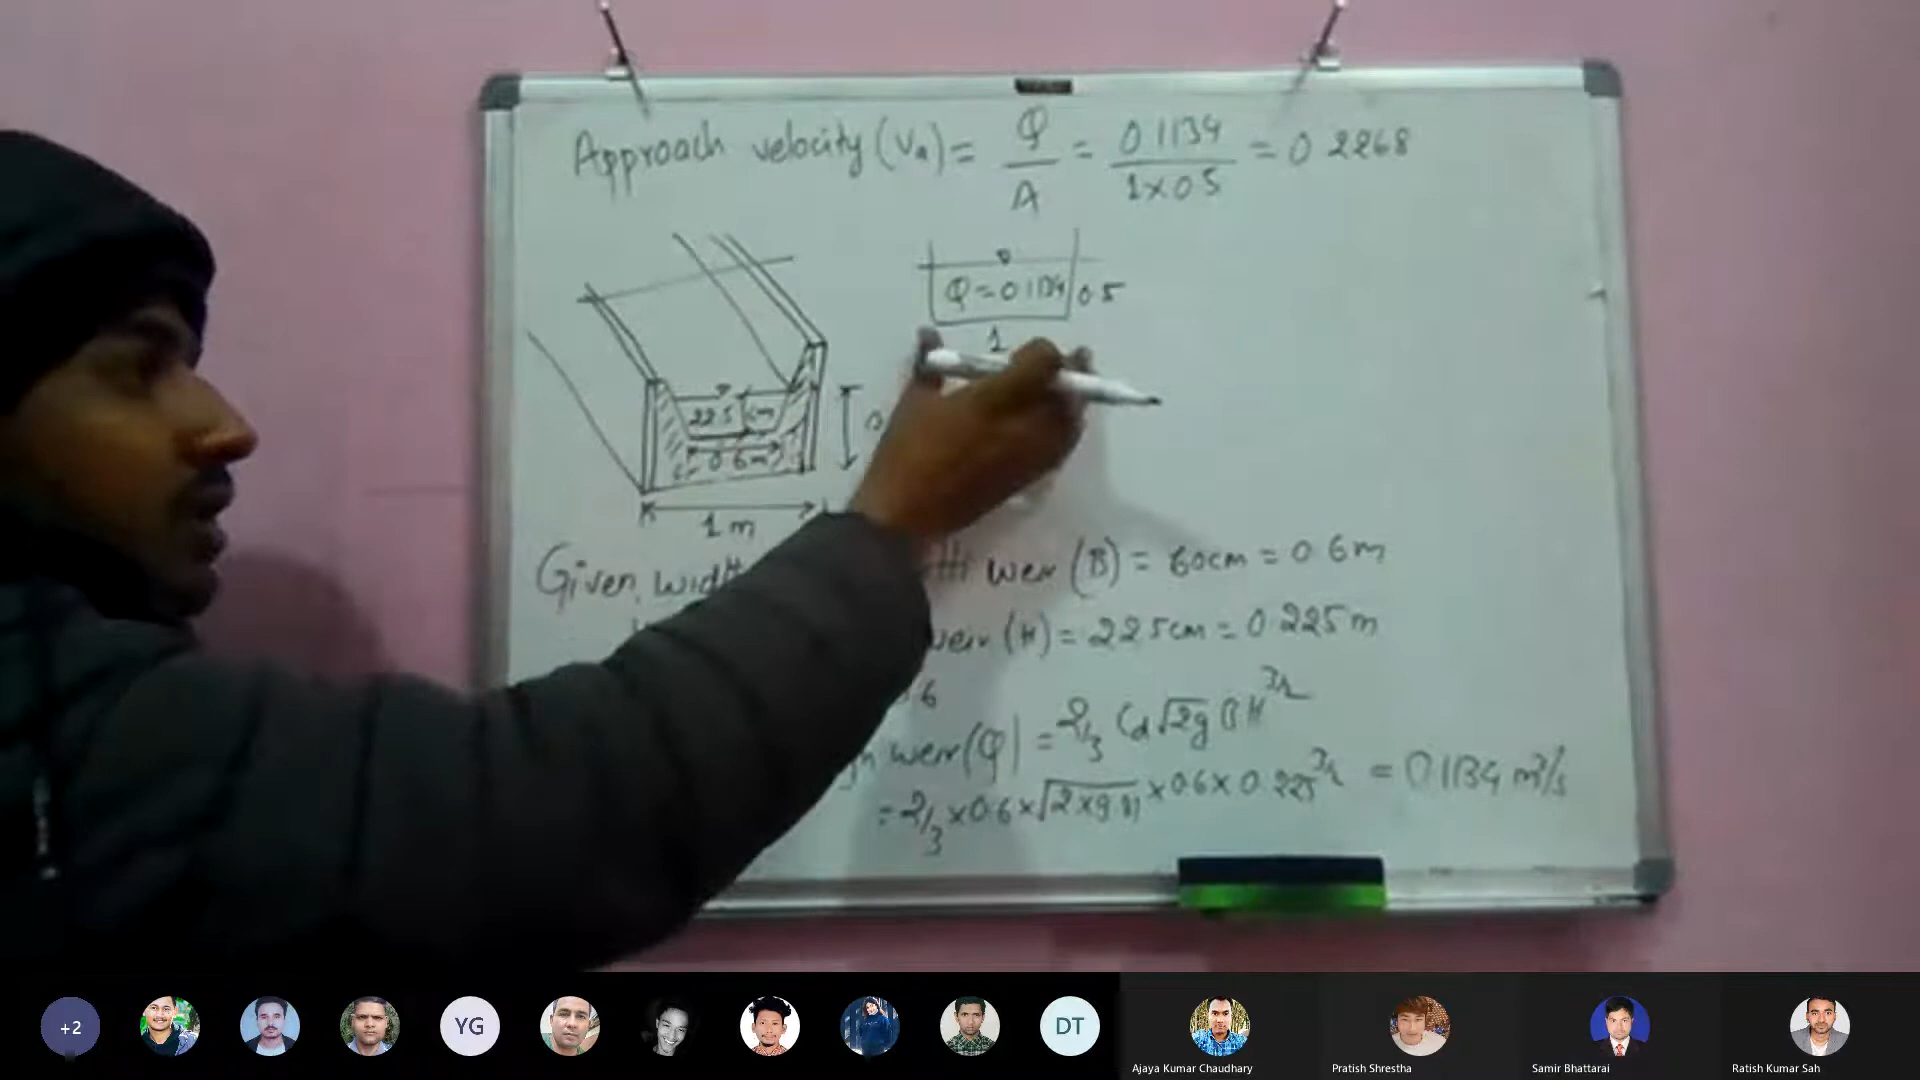 Approach velocity (Va) = Q/A = 0.1134/(1×0.5) = 0.2268
Q = 0.1134
0.5
1
22.5 cm
0.6m
1 m
Given, width weir (B) = 60cm = 0.6m
weir (H) = 22.5cm = 0.225m
6
weir (Q) = 2/3 Cd √2g B H^3/2
= 2/3 × 0.6 × √2×9.81 × 0.6 × 0.225^3/2 = 0.1134 m³/s
+2
YG
DT
Ajaya Kumar Chaudhary
Pratish Shrestha
Samir Bhattarai
Ratish Kumar Sah